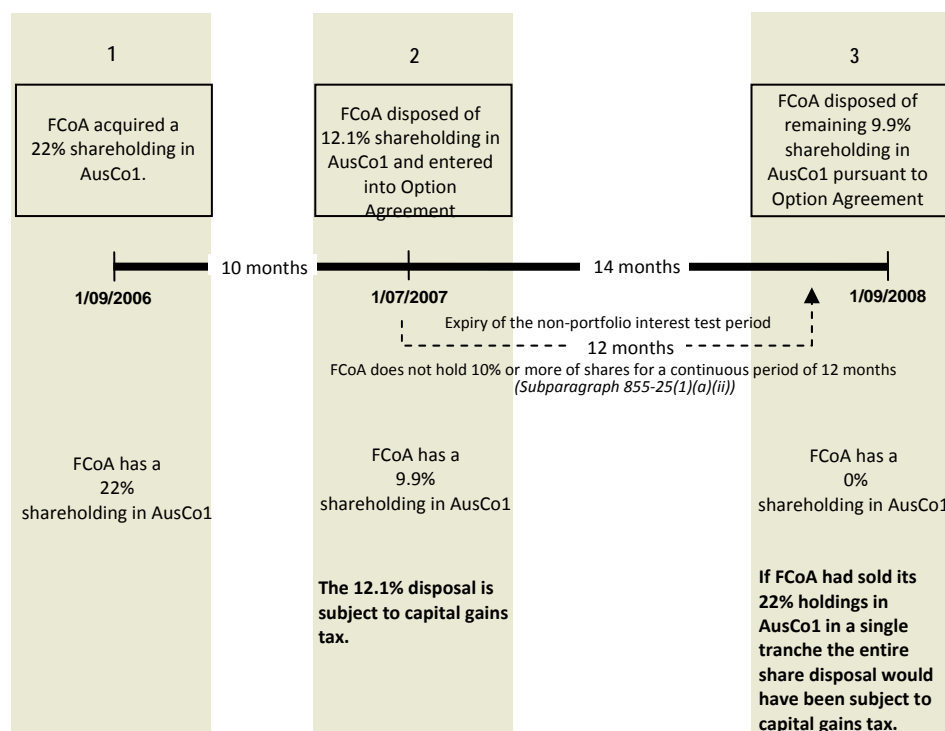 1
2
3
FCoA acquired a
22% shareholding in
AusCo1.
FCoA disposed of
12.1% shareholding in
AusCo1 and entered
into Option
Agreement
FCoA disposed of
remaining 9.9%
shareholding in
AusCo1 pursuant to
Option Agreement
10 months
14 months
1/09/2006
1/07/2007
1/09/2008
Expiry of the non-portfolio interest test period
12 months
FCoA does not hold 10% or more of shares for a continuous period of 12 months
(Subparagraph 855-25(1)(a)(ii))
FCoA has a
22%
shareholding in AusCo1
FCoA has a
9.9%
shareholding in AusCo1
FCoA has a
0%
shareholding in AusCo1
The 12.1% disposal is
subject to capital gains
tax.
If FCoA had sold its
22% holdings in
AusCo1 in a single
tranche the entire
share disposal would
have been subject to
capital gains tax.